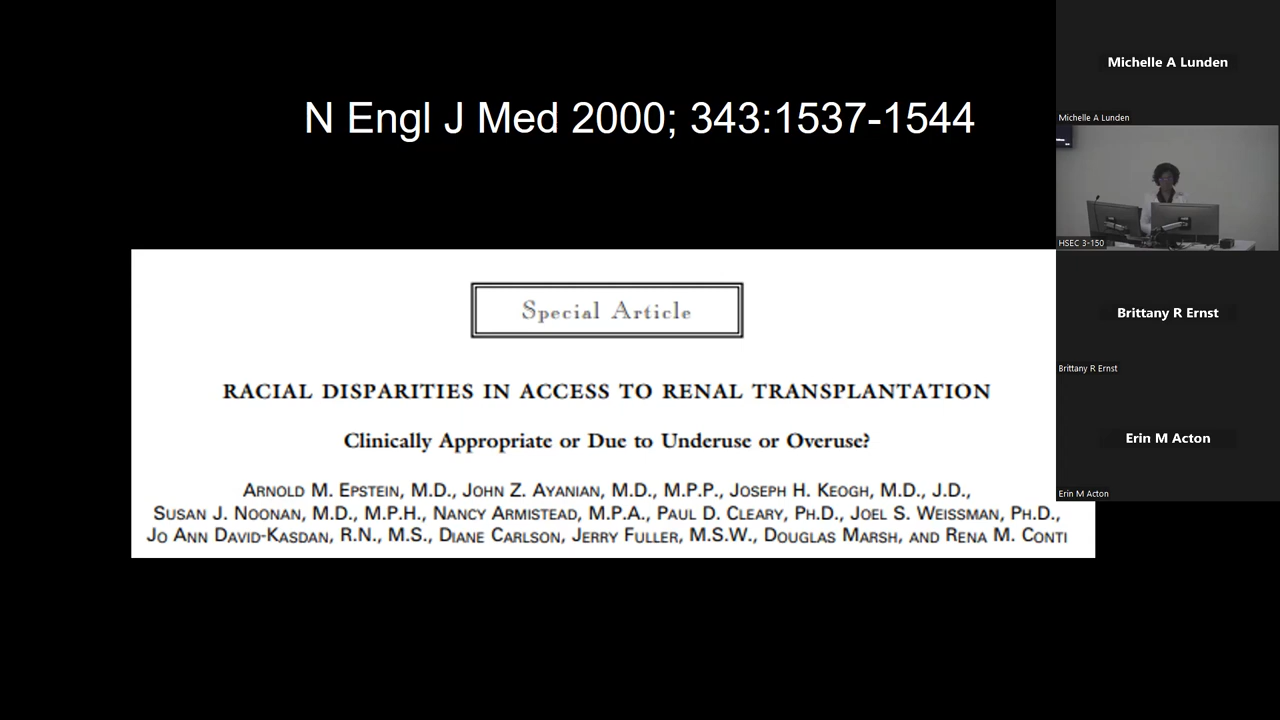 N Engl J Med 2000; 343:1537-1544
Special Article
RACIAL DISPARITIES IN ACCESS TO RENAL TRANSPLANTATION
Clinically Appropriate or Due to Underuse or Overuse?
ARNOLD M. EPSTEIN, M.D., JOHN Z. AYANIAN, M.D., M.P.P., JOSEPH H. KEOGH, M.D., J.D.,
SUSAN J. NOONAN, M.D., M.P.H., NANCY ARMISTEAD, M.P.A., PAUL D. CLEARY, PH.D., JOEL S. WEISSMAN, PH.D.,
JO ANN DAVID-KASDAN, R.N., M.S., DIANE CARLSON, JERRY FULLER, M.S.W., DOUGLAS MARSH, AND RENA M. CONTI
Michelle A Lunden
Michelle A Lunden
HSEC 3-150
Brittany R Ernst
Brittany R Ernst
Erin M Acton
Erin M Acton